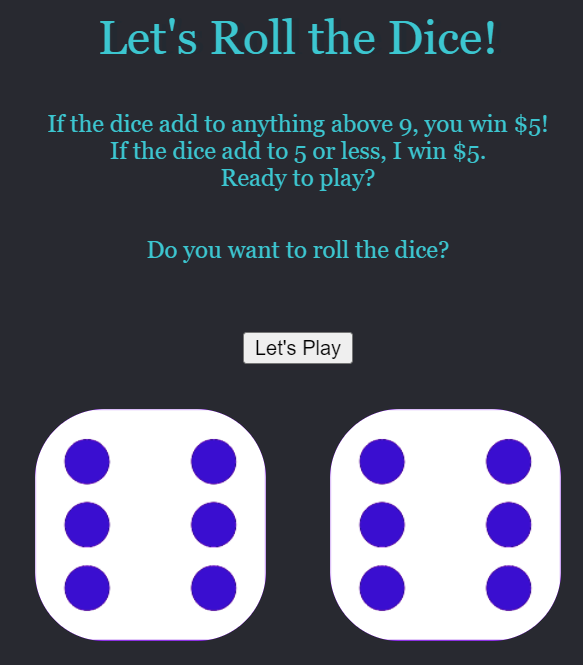 Let's Roll the Dice!
If the dice add to anything above 9, you win $5!
If the dice add to 5 or less, I win $5.
Ready to play?
Do you want to roll the dice?
Let's Play